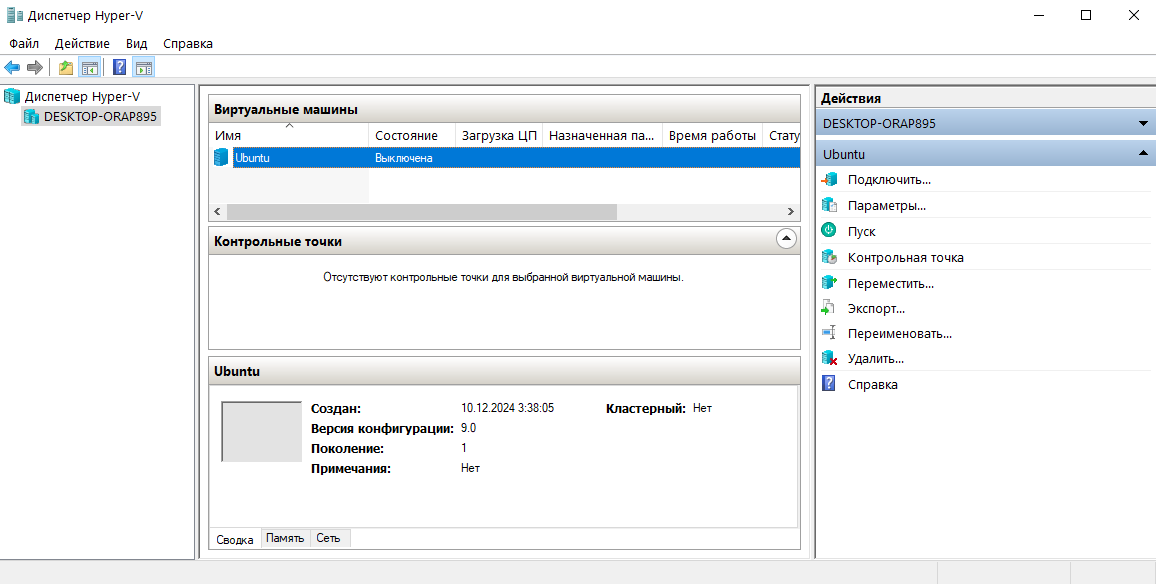 Диспетчер Hyper-V
Файл Действие Вид Справка
Диспетчер Hyper-V
DESKTOP-ORAP895
Виртуальные машины
Имя Состояние Загрузка ЦП Назначенная па... Время работы Стату
Ubuntu Выключена
Контрольные точки
Отсутствуют контрольные точки для выбранной виртуальной машины.
Ubuntu
Создан: 10.12.2024 3:38:05 Кластерный: Нет
Версия конфигурации: 9.0
Поколение: 1
Примечания: Нет
Сводка Память Сеть
Действия
DESKTOP-ORAP895
Ubuntu
Подключить...
Параметры...
Пуск
Контрольная точка
Переместить...
Экспорт...
Переименовать...
Удалить...
Справка